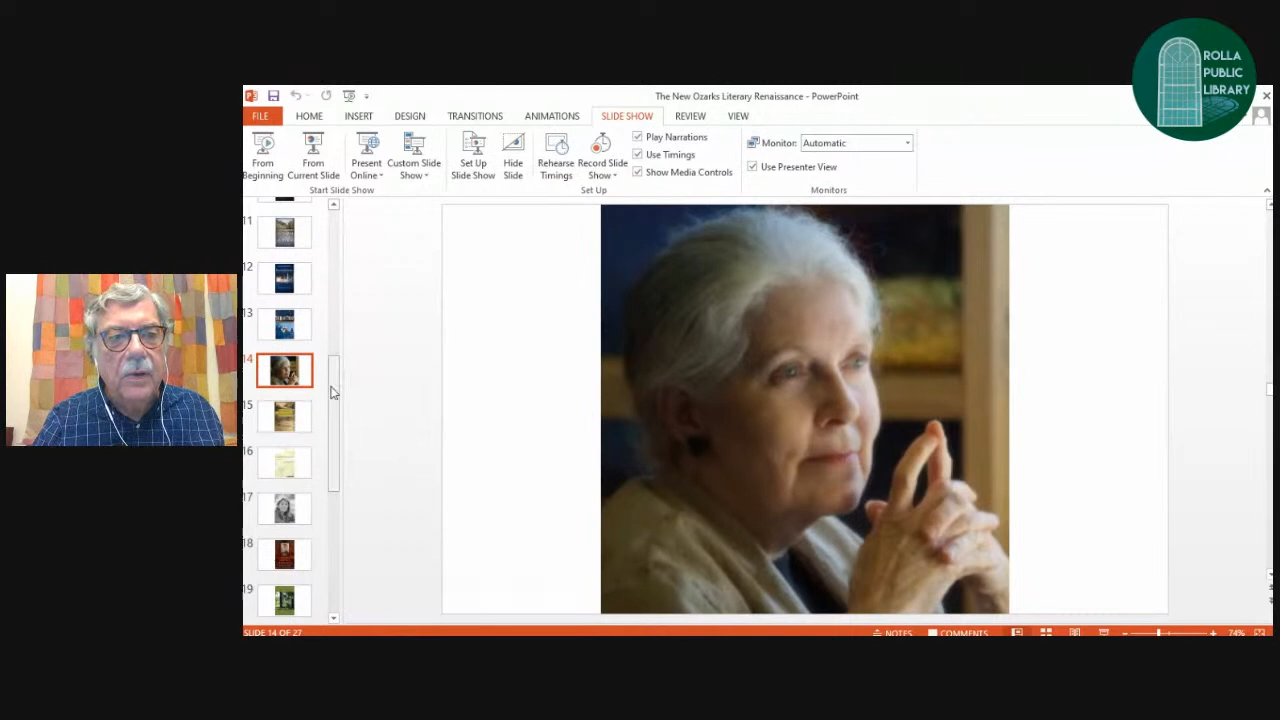 ROLLA
PUBLIC
LIBRARY
The New Ozarks Literary Renaissance - PowerPoint
FILE HOME INSERT DESIGN TRANSITIONS ANIMATIONS SLIDE SHOW REVIEW VIEW
From Beginning
From Current Slide
Present Online
Custom Slide Show
Set Up Slide Show
Hide Slide
Rehearse Timings
Record Slide Show
Play Narrations
Use Timings
Show Media Controls
Monitor: Automatic
Use Presenter View
Start Slide Show
Set Up
Monitors
11
12
13
14
15
16
17
18
19
SLIDE 14 OF 27
NOTES COMMENTS 74%